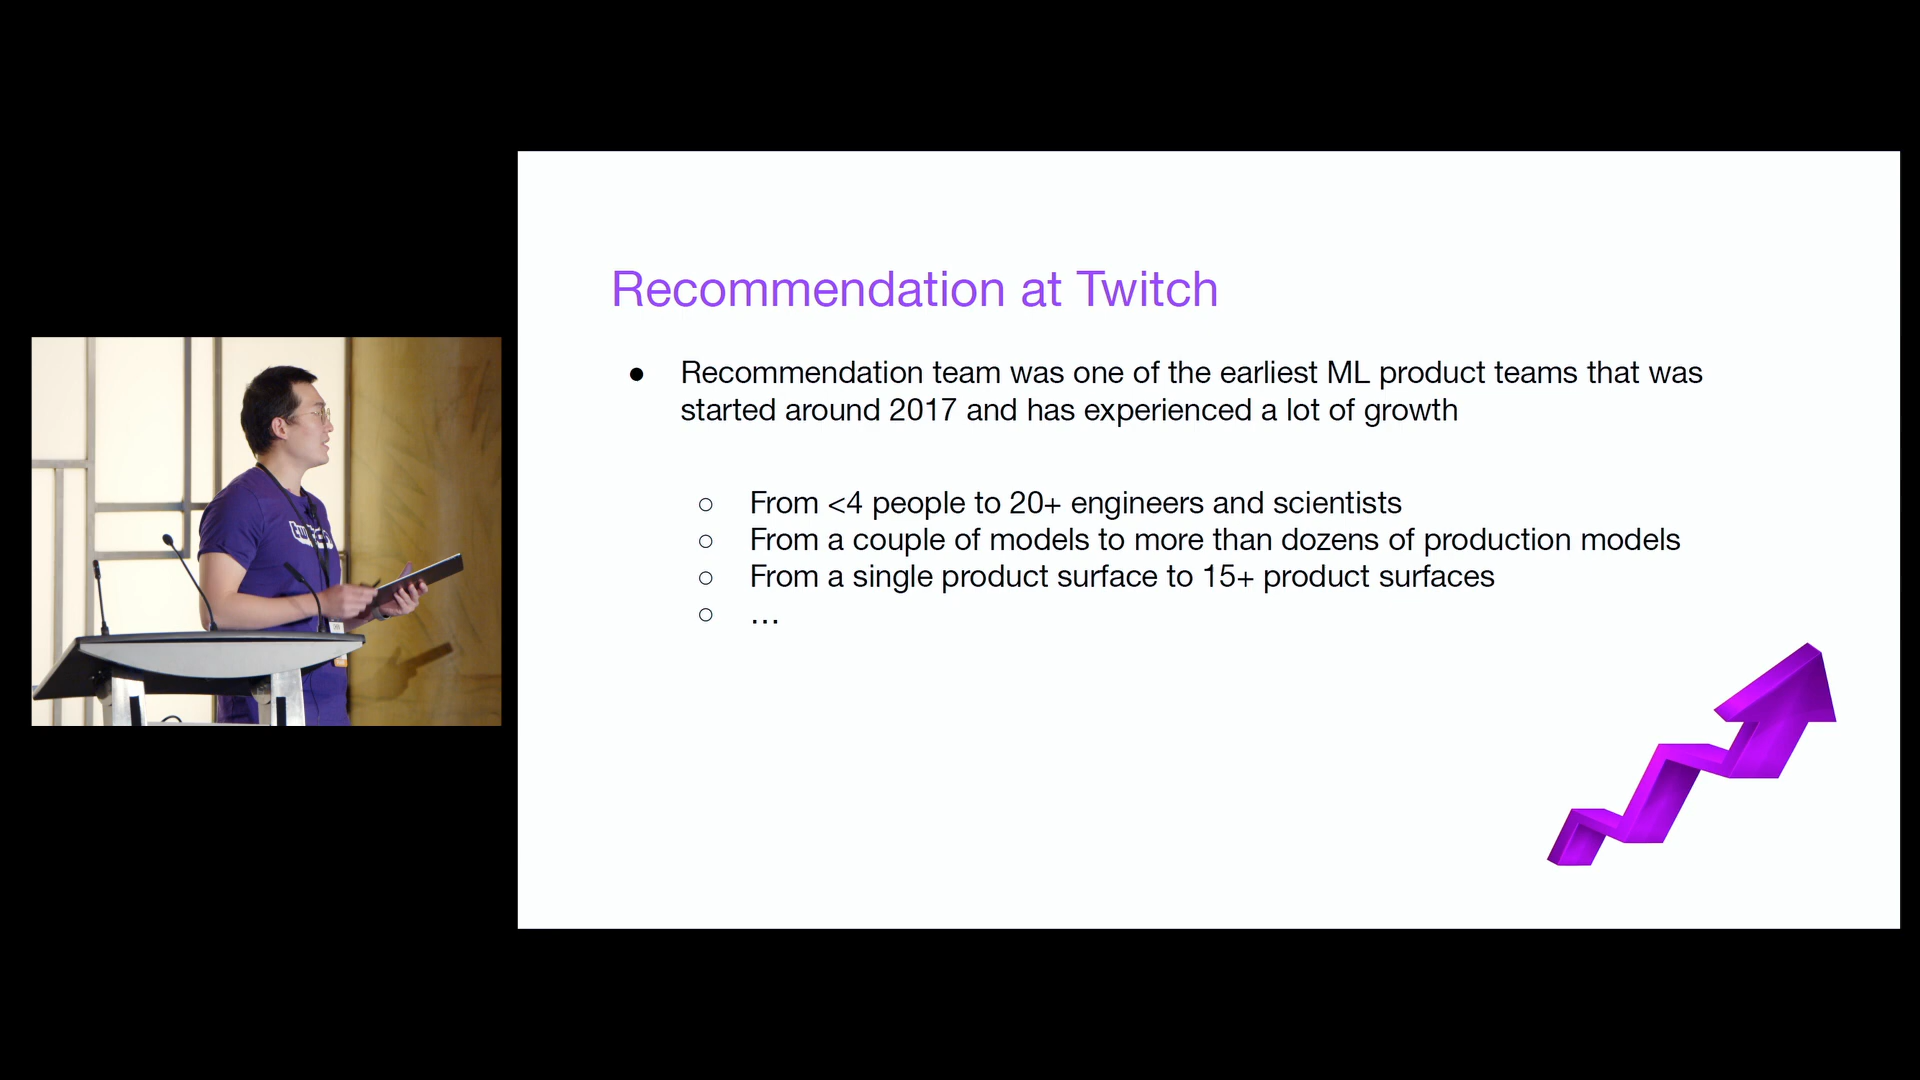 Recommendation at Twitch
● Recommendation team was one of the earliest ML product teams that was
started around 2017 and has experienced a lot of growth
○ From <4 people to 20+ engineers and scientists
○ From a couple of models to more than dozens of production models
○ From a single product surface to 15+ product surfaces
○ …